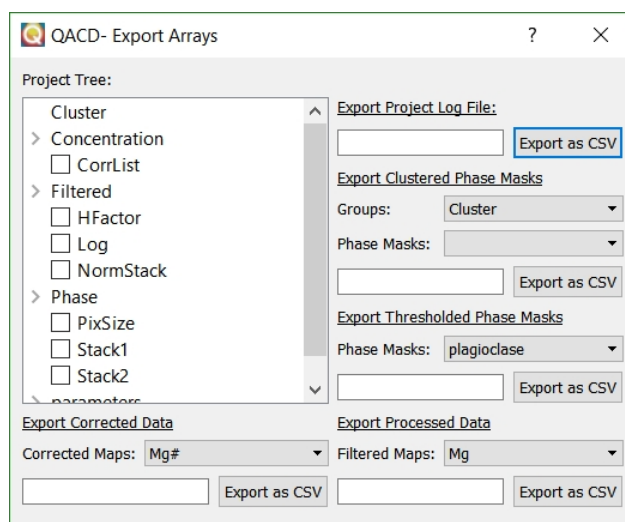 QACD- Export Arrays ?
Project Tree:
Cluster
Concentration
CorrList
Filtered
HFactor
Log
NormStack
Phase
PixSize
Stack1
Stack2
parameters
Export Project Log File:
Export as CSV
Export Clustered Phase Masks
Groups: Cluster
Phase Masks:
Export as CSV
Export Thresholded Phase Masks
Phase Masks: plagioclase
Export as CSV
Export Corrected Data
Corrected Maps: Mg#
Export as CSV
Export Processed Data
Filtered Maps: Mg
Export as CSV